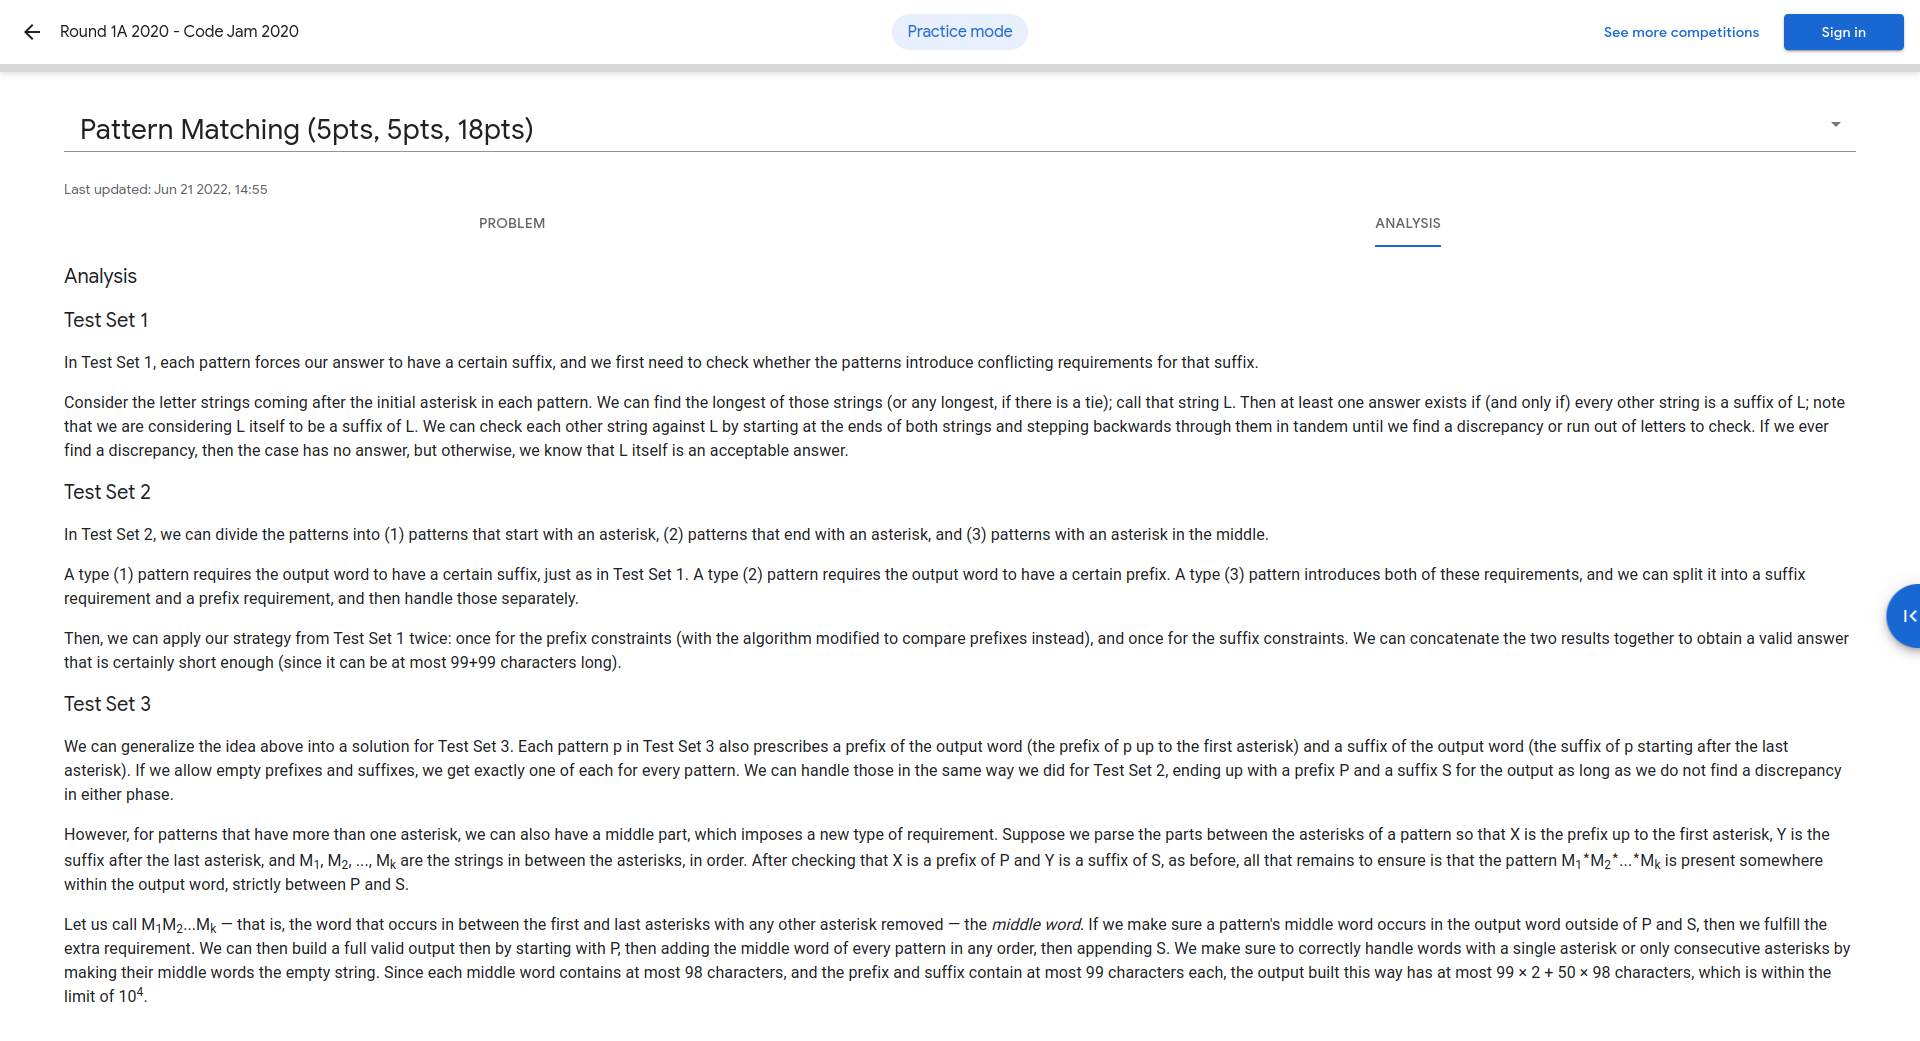 Round 1A 2020 - Code Jam 2020
Practice mode
See more competitions
Sign in
Pattern Matching (5pts, 5pts, 18pts)
Last updated: Jun 21 2022, 14:55
PROBLEM
ANALYSIS
Analysis
Test Set 1
In Test Set 1, each pattern forces our answer to have a certain suffix, and we first need to check whether the patterns introduce conflicting requirements for that suffix.
Consider the letter strings coming after the initial asterisk in each pattern. We can find the longest of those strings (or any longest, if there is a tie); call that string L. Then at least one answer exists if (and only if) every other string is a suffix of L; note
that we are considering L itself to be a suffix of L. We can check each other string against L by starting at the ends of both strings and stepping backwards through them in tandem until we find a discrepancy or run out of letters to check. If we ever
find a discrepancy, then the case has no answer, but otherwise, we know that L itself is an acceptable answer.
Test Set 2
In Test Set 2, we can divide the patterns into (1) patterns that start with an asterisk, (2) patterns that end with an asterisk, and (3) patterns with an asterisk in the middle.
A type (1) pattern requires the output word to have a certain suffix, just as in Test Set 1. A type (2) pattern requires the output word to have a certain prefix. A type (3) pattern introduces both of these requirements, and we can split it into a suffix
requirement and a prefix requirement, and then handle those separately.
Then, we can apply our strategy from Test Set 1 twice: once for the prefix constraints (with the algorithm modified to compare prefixes instead), and once for the suffix constraints. We can concatenate the two results together to obtain a valid answer
that is certainly short enough (since it can be at most 99+99 characters long).
Test Set 3
We can generalize the idea above into a solution for Test Set 3. Each pattern p in Test Set 3 also prescribes a prefix of the output word (the prefix of p up to the first asterisk) and a suffix of the output word (the suffix of p starting after the last
asterisk). If we allow empty prefixes and suffixes, we get exactly one of each for every pattern. We can handle those in the same way we did for Test Set 2, ending up with a prefix P and a suffix S for the output as long as we do not find a discrepancy
in either phase.
However, for patterns that have more than one asterisk, we can also have a middle part, which imposes a new type of requirement. Suppose we parse the parts between the asterisks of a pattern so that X is the prefix up to the first asterisk, Y is the
suffix after the last asterisk, and M₁, M₂, ..., Mₖ are the strings in between the asterisks, in order. After checking that X is a prefix of P and Y is a suffix of S, as before, all that remains to ensure is that the pattern M₁*M₂*...*Mₖ is present somewhere
within the output word, strictly between P and S.
Let us call M₁M₂...Mₖ — that is, the word that occurs in between the first and last asterisks with any other asterisk removed — the middle word. If we make sure a pattern's middle word occurs in the output word outside of P and S, then we fulfill the
extra requirement. We can then build a full valid output then by starting with P, then adding the middle word of every pattern in any order, then appending S. We make sure to correctly handle words with a single asterisk or only consecutive asterisks by
making their middle words the empty string. Since each middle word contains at most 98 characters, and the prefix and suffix contain at most 99 characters each, the output built this way has at most 99 × 2 + 50 × 98 characters, which is within the
limit of 10⁴.